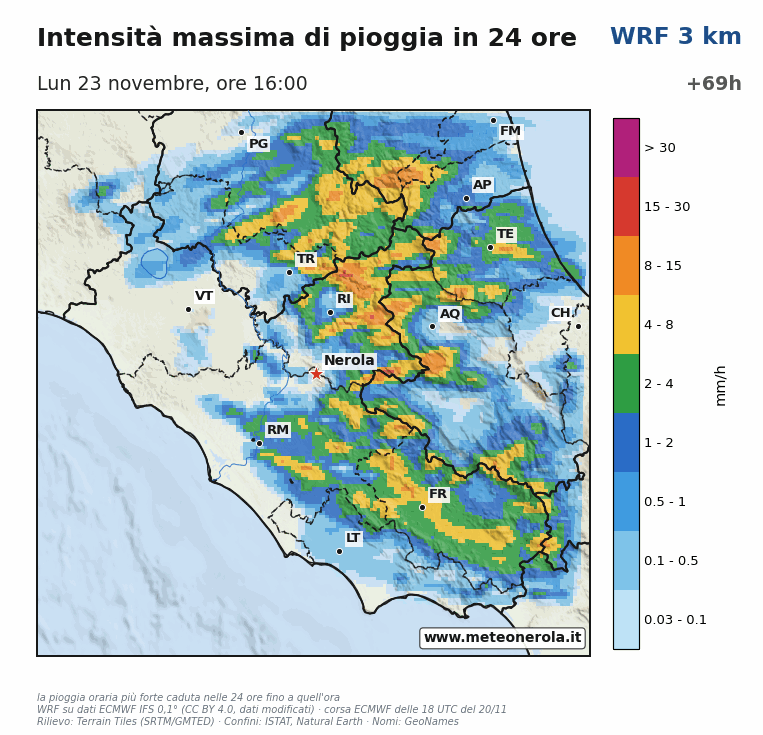 Intensità massima di pioggia in 24 ore
WRF 3 km
Lun 23 novembre, ore 16:00
+69h
FM
PG
AP
TE
TR
VT
RI
AQ
CH.
Nerola
RM
FR
LT
www.meteonerola.it
> 30
15 - 30
8 - 15
4 - 8
2 - 4
1 - 2
0.5 - 1
0.1 - 0.5
0.03 - 0.1
mm/h
la pioggia oraria più forte caduta nelle 24 ore fino a quell'ora
WRF su dati ECMWF IFS 0,1° (CC BY 4.0, dati modificati) · corsa ECMWF delle 18 UTC del 20/11
Rilievo: Terrain Tiles (SRTM/GMTED) · Confini: ISTAT, Natural Earth · Nomi: GeoNames